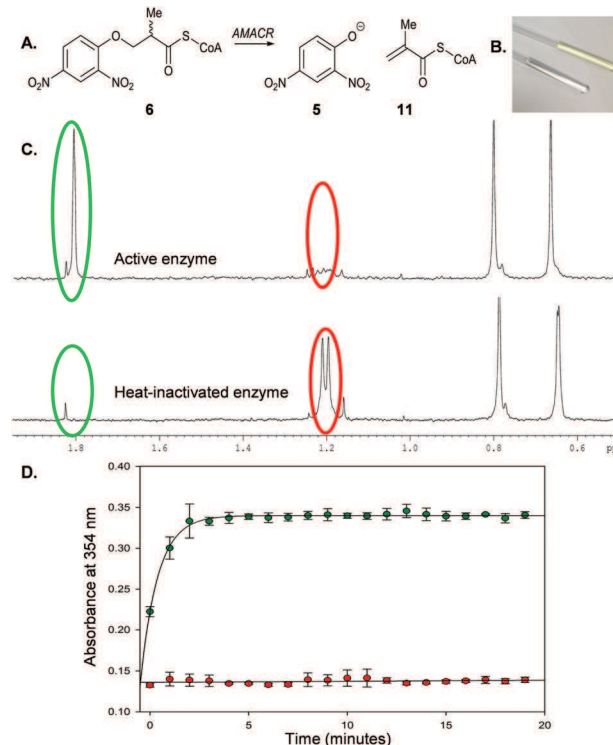 A.
Me
O
S
CoA
O
O₂N
NO₂
6
AMACR
O
⊖
O₂N
NO₂
5
Me
S
CoA
O
11
B.
C.
Active enzyme
Heat-inactivated enzyme
1.8 1.6 1.4 1.2 1.0 0.8 0.6
D.
0.40
0.35
0.30
0.25
0.20
0.15
0.10
Absorbance at 354 nm
0 5 10 15 20
Time (minutes)